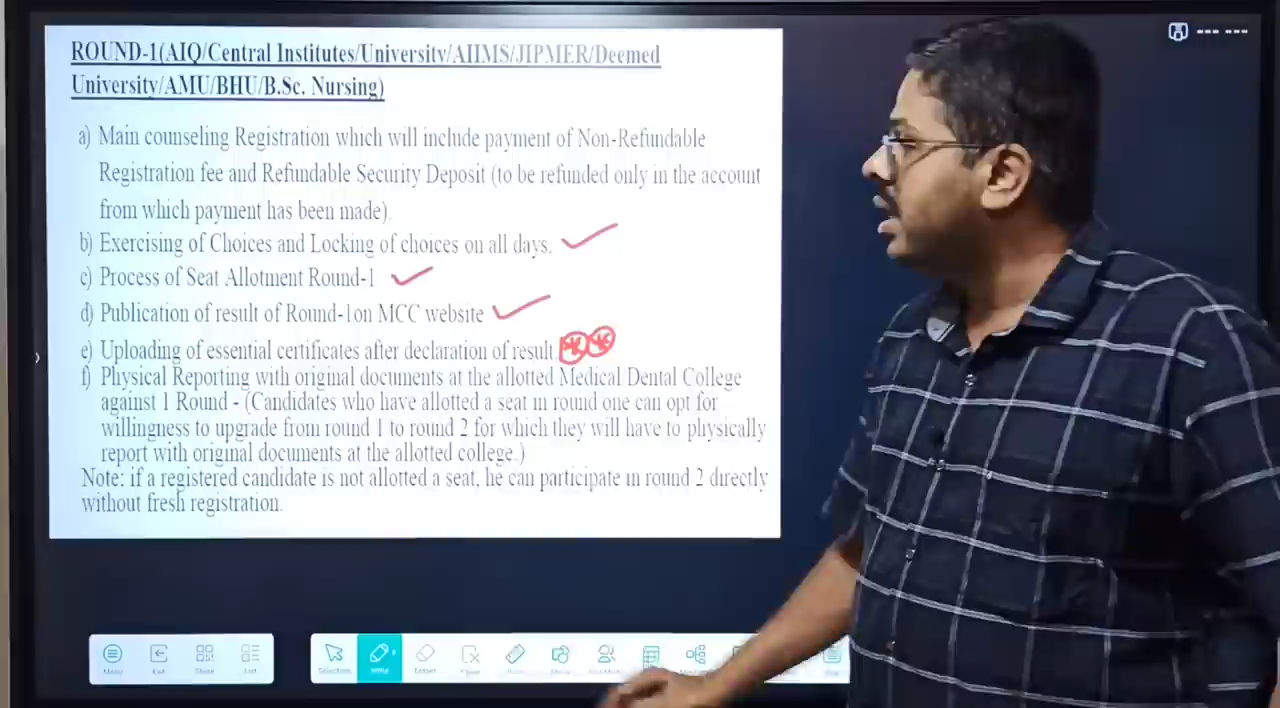 ROUND-1(AIQ/Central Institutes/University/AIIMS/JIPMER/Deemed
University/AMU/BHU/B.Sc. Nursing)
a) Main counseling Registration which will include payment of Non-Refundable
Registration fee and Refundable Security Deposit (to be refunded only in the account
from which payment has been made).
b) Exercising of Choices and Locking of choices on all days.
c) Process of Seat Allotment Round-1
d) Publication of result of Round-1on MCC website
e) Uploading of essential certificates after declaration of result
f) Physical Reporting with original documents at the allotted Medical Dental College
against 1 Round - (Candidates who have allotted a seat in round one can opt for
willingness to upgrade from round 1 to round 2 for which they will have to physically
report with original documents at the allotted college.)
Note: if a registered candidate is not allotted a seat, he can participate in round 2 directly
without fresh registration.
Menu Exit Share List Selection Eraser Clear